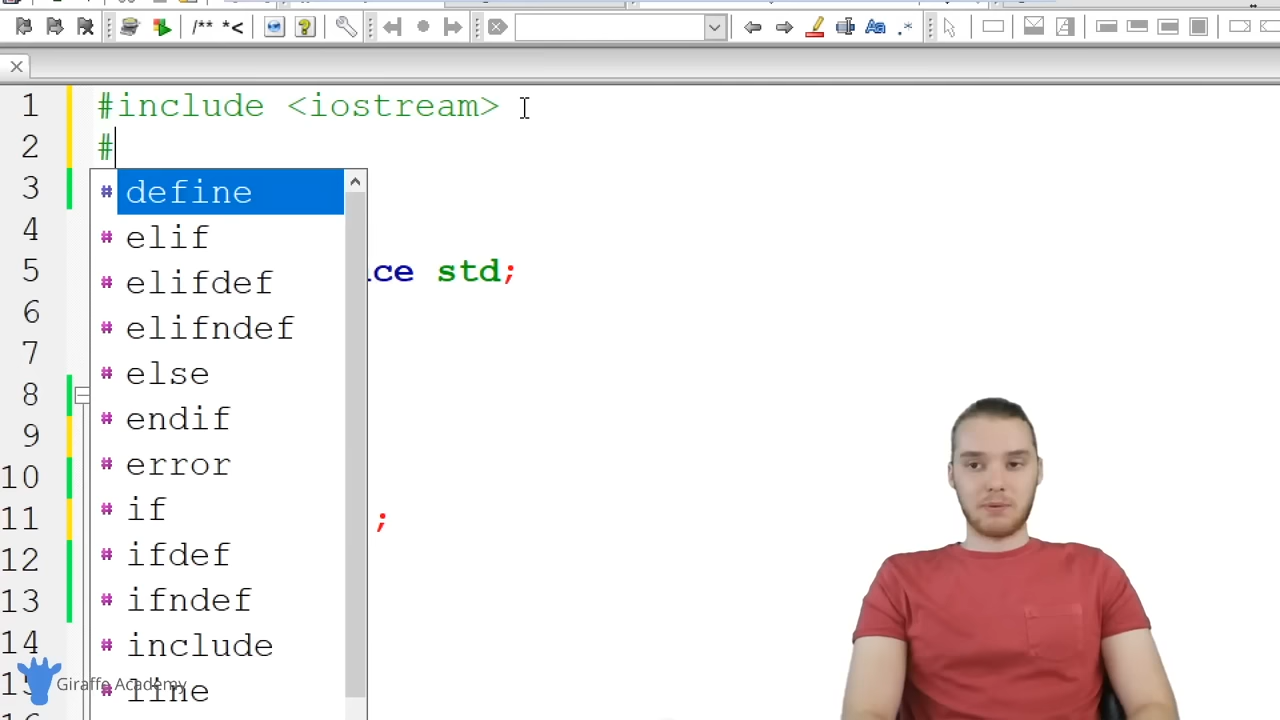 1 #include <iostream>
2 #
3 define
4 elif
5 ce std;
elifdef
6 elifndef
7 else
8 endif
9 error
10 if
11 ;
12 ifdef
13 ifndef
14 include
15 line
Giraffe Academy